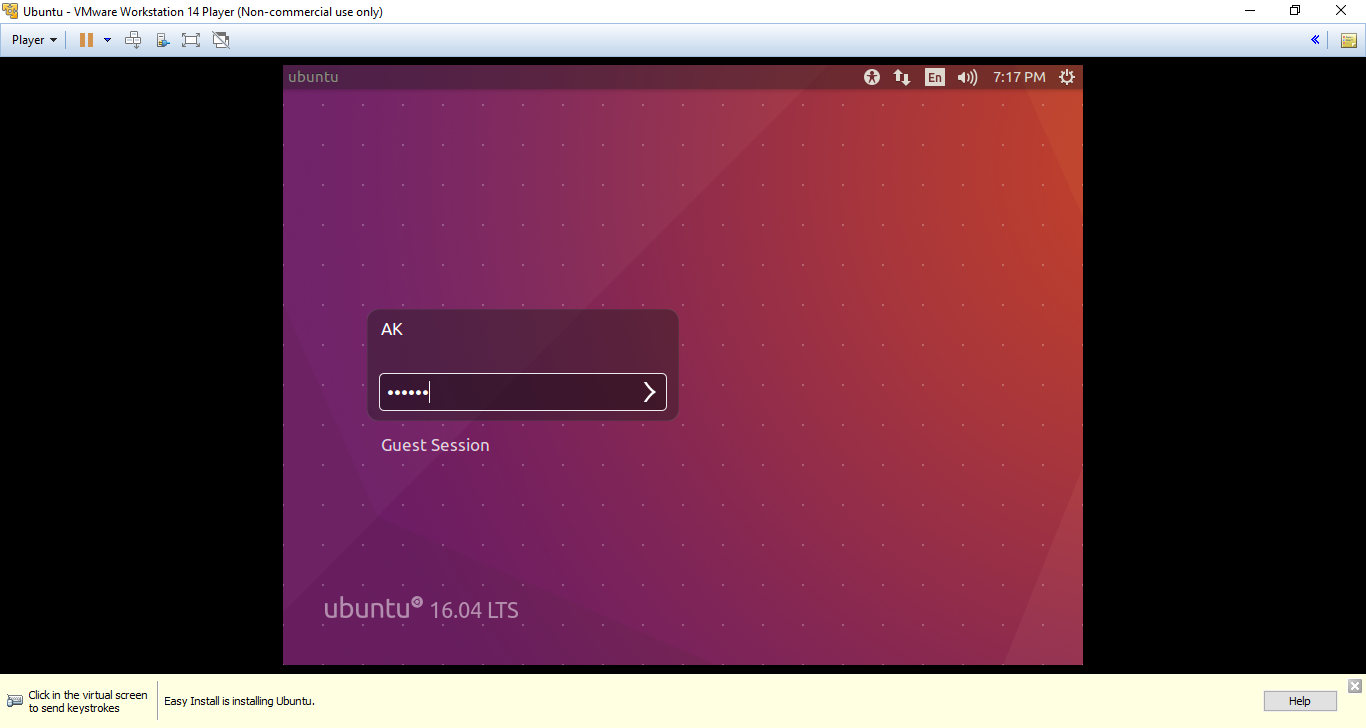 Ubuntu - VMware Workstation 14 Player (Non-commercial use only)
Player
ubuntu
En
7:17 PM
AK
••••••
Guest Session
ubuntu 16.04 LTS
Click in the virtual screen
to send keystrokes
Easy Install is installing Ubuntu.
Help